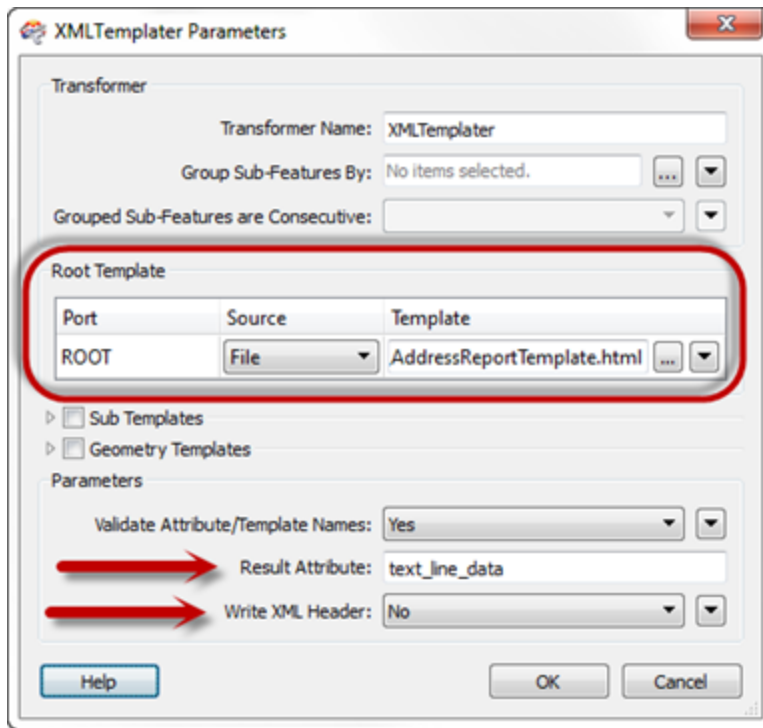 XMLTemplater Parameters
Transformer
Transformer Name: XMLTemplater
Group Sub-Features By: No items selected. ...
Grouped Sub-Features are Consecutive:
Root Template
Port Source Template
ROOT File AddressReportTemplate.html ...
Sub Templates
Geometry Templates
Parameters
Validate Attribute/Template Names: Yes
Result Attribute: text_line_data
Write XML Header: No
Help OK Cancel